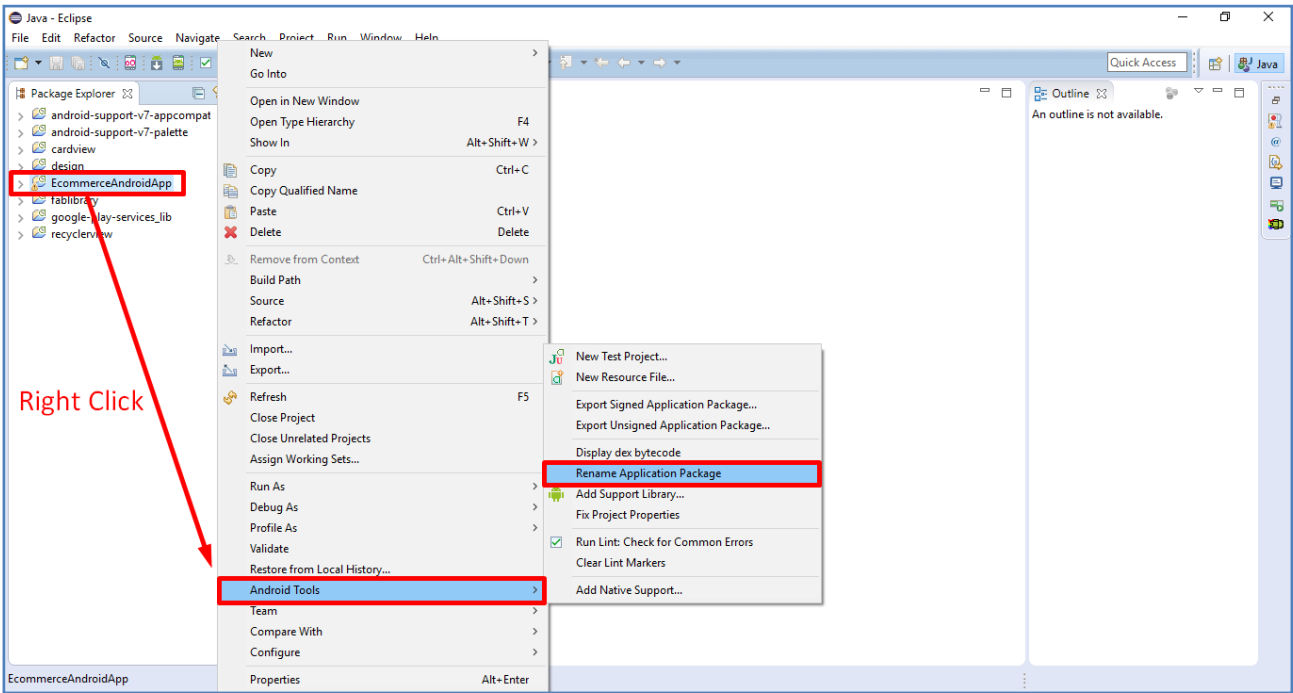 Java - Eclipse
File Edit Refactor Source Navigate Search Project Run Window Help
Quick Access
Java
Package Explorer
android-support-v7-appcompat
android-support-v7-palette
cardview
design
EcommerceAndroidApp
fablibrary
google-play-services_lib
recyclerview
Right Click
New
Go Into
Open in New Window
Open Type Hierarchy F4
Show In Alt+Shift+W >
Copy Ctrl+C
Copy Qualified Name
Paste Ctrl+V
Delete Delete
Remove from Context Ctrl+Alt+Shift+Down
Build Path
Source Alt+Shift+S >
Refactor Alt+Shift+T >
Import...
Export...
Refresh F5
Close Project
Close Unrelated Projects
Assign Working Sets...
Run As
Debug As
Profile As
Validate
Restore from Local History...
Android Tools
Team
Compare With
Configure
Properties Alt+Enter
New Test Project...
New Resource File...
Export Signed Application Package...
Export Unsigned Application Package...
Display dex bytecode
Rename Application Package
Add Support Library...
Fix Project Properties
Run Lint: Check for Common Errors
Clear Lint Markers
Add Native Support...
Outline
An outline is not available.
EcommerceAndroidApp